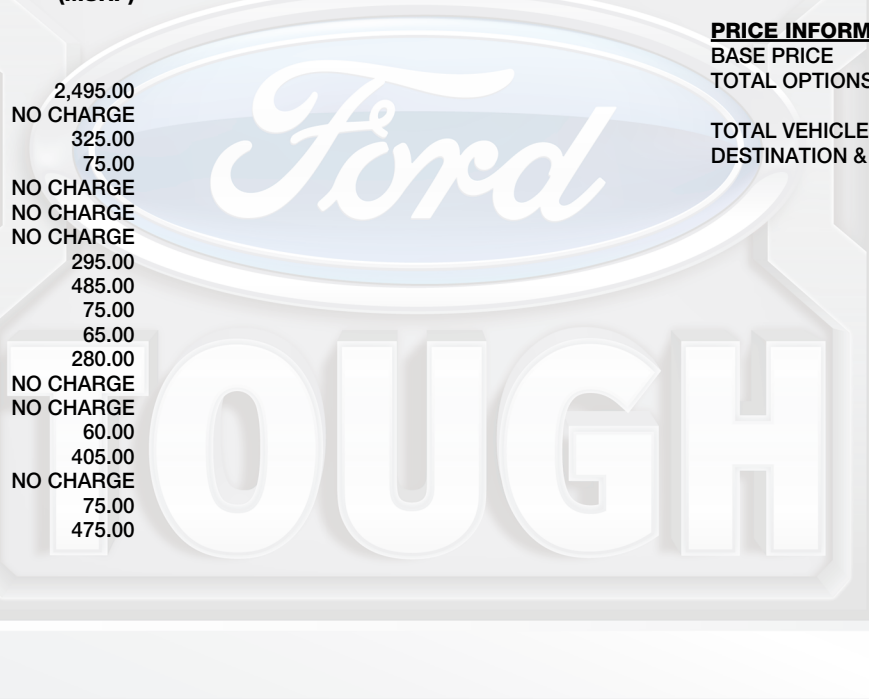 (MSRP)
2,495.00
NO CHARGE
325.00
75.00
NO CHARGE
NO CHARGE
NO CHARGE
295.00
485.00
75.00
65.00
280.00
NO CHARGE
NO CHARGE
60.00
405.00
NO CHARGE
75.00
475.00
PRICE INFORM
BASE PRICE
TOTAL OPTIONS
TOTAL VEHICLE
DESTINATION &
Ford
TOUGH